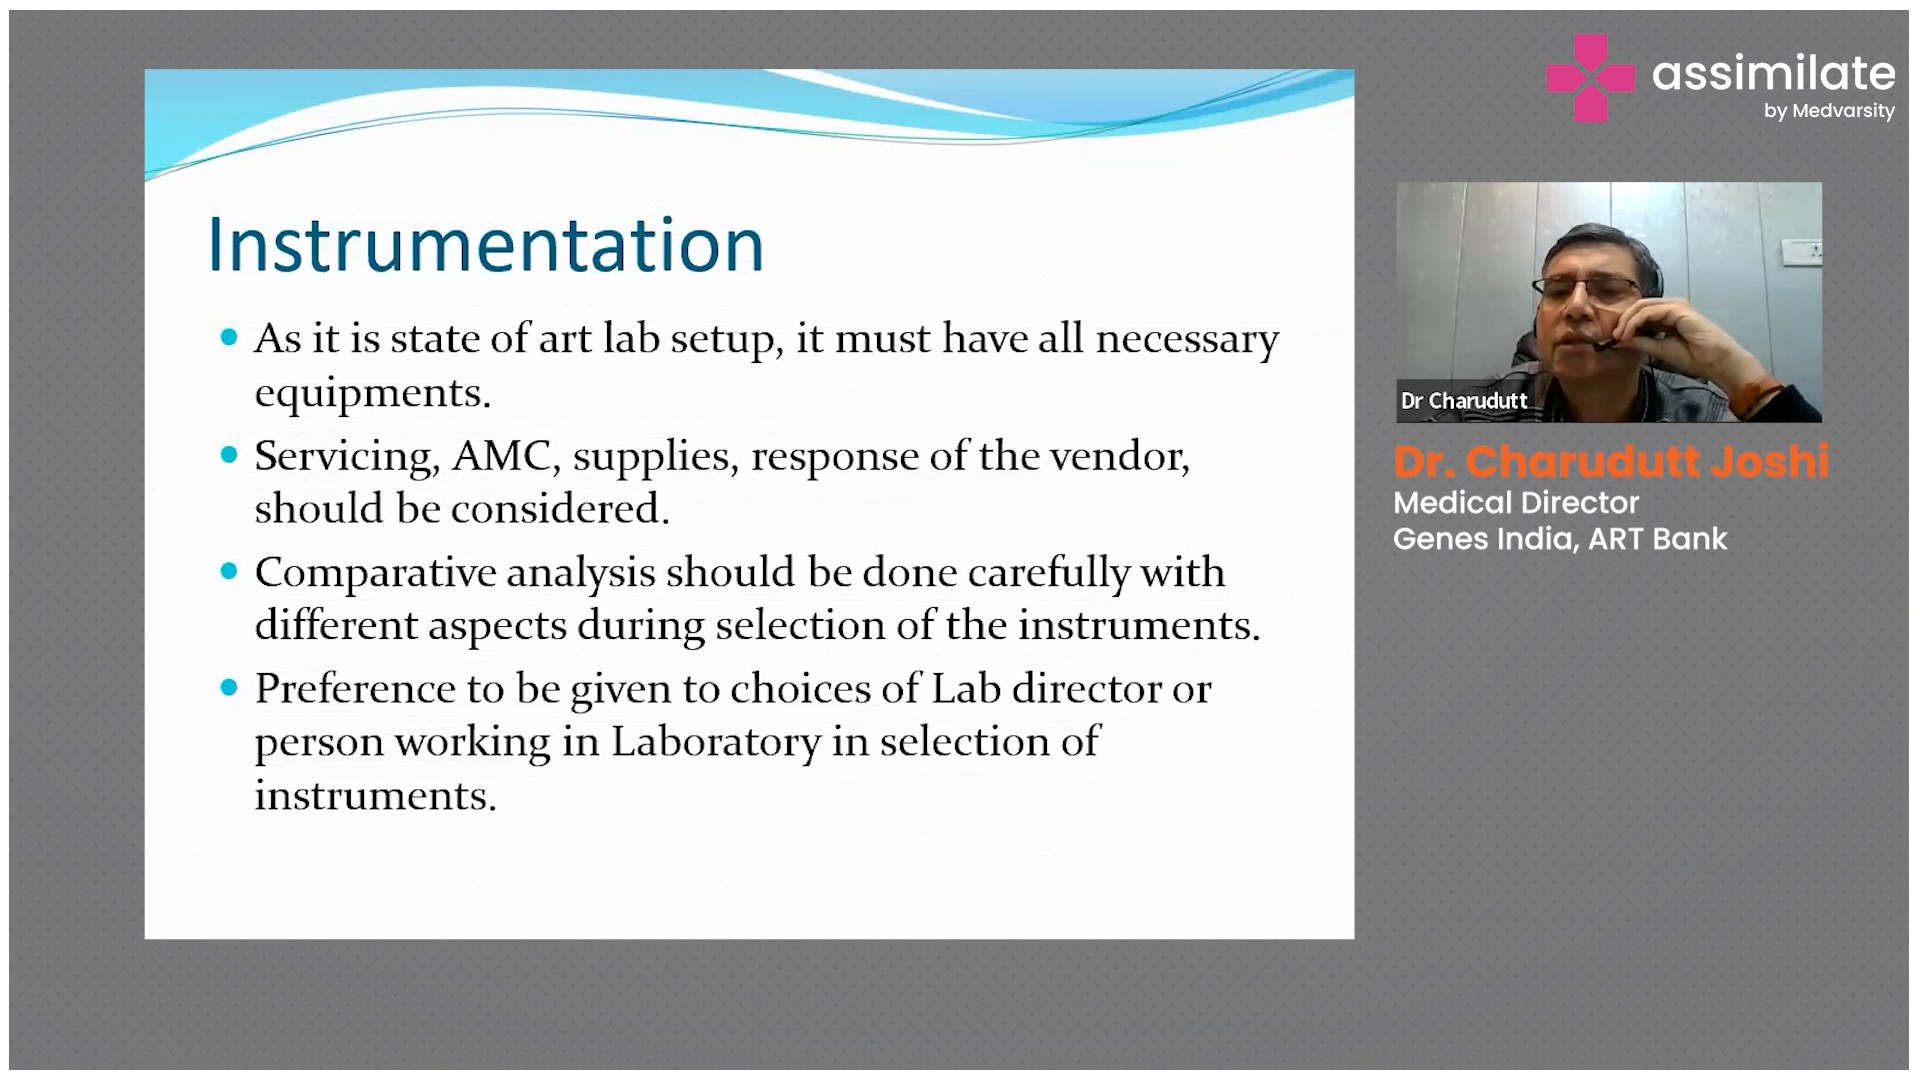 assimilate
by Medvarsity
Instrumentation
As it is state of art lab setup, it must have all necessary
equipments.
Servicing, AMC, supplies, response of the vendor,
should be considered.
Comparative analysis should be done carefully with
different aspects during selection of the instruments.
Preference to be given to choices of Lab director or
person working in Laboratory in selection of
instruments.
Dr Charudutt
Dr. Charudutt Joshi
Medical Director
Genes India, ART Bank